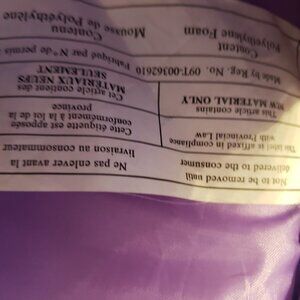 Not to be removed until
delivered to the consumer
Ne pas enlever avant la
livraison au consommateur
This label is affixed in compliance
with Provincial Law
Cette étiquette est apposée
conformément à la loi de la
province
This article contains
NEW MATERIAL ONLY
Cet article contient des
MATÉRIAUX NEUFS
SEULEMENT
Made by Reg. No. 09T-00362610 Fabriqué par N° de permis
Content
Polyethylene Foam
Contenu
Mousse de Polyéthylène